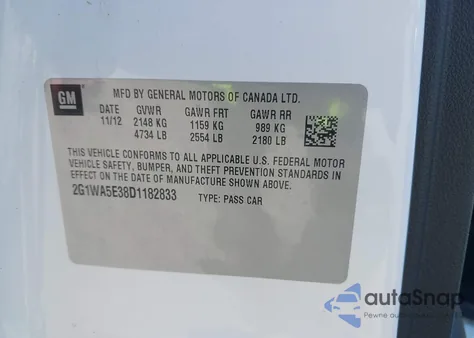 GM
MFD BY GENERAL MOTORS OF CANADA LTD.
DATE GVWR GAWR FRT GAWR RR
11/12 2148 KG 1159 KG 989 KG
4734 LB 2554 LB 2180 LB
THIS VEHICLE CONFORMS TO ALL APPLICABLE U.S. FEDERAL MOTOR
VEHICLE SAFETY, BUMPER, AND THEFT PREVENTION STANDARDS IN
EFFECT ON THE DATE OF MANUFACTURE SHOWN ABOVE.
2G1WA5E38D1182833 TYPE: PASS CAR
autoSnap
Pewne auto